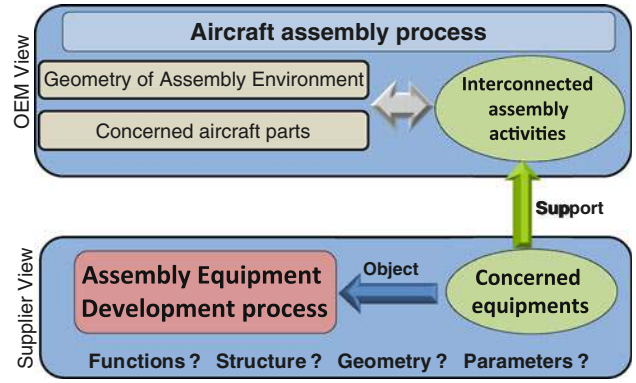 OEM View
Aircraft assembly process
Geometry of Assembly Environment
Concerned aircraft parts
Interconnected
assembly
activities
Support
Supplier View
Assembly Equipment
Development process
Object
Concerned
equipments
Functions ? Structure ? Geometry ? Parameters ?